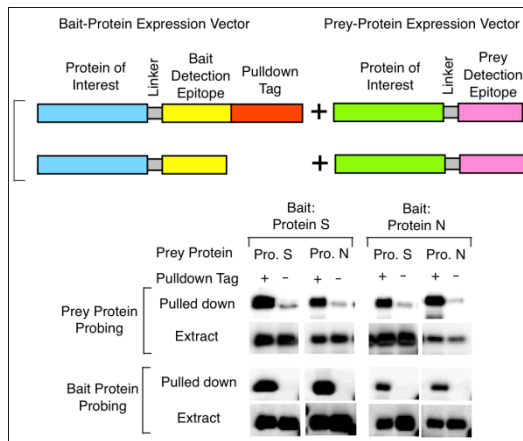 Bait-Protein Expression Vector Prey-Protein Expression Vector
Protein of Interest Linker Bait Detection Epitope Pulldown Tag Protein of Interest Linker Prey Detection Epitope
+
+
Bait: Protein S Bait: Protein N
Prey Protein Pro. S Pro. N Pro. S Pro. N
Pulldown Tag + − + − + − + −
Prey Protein Probing
Pulled down
Extract
Bait Protein Probing
Pulled down
Extract